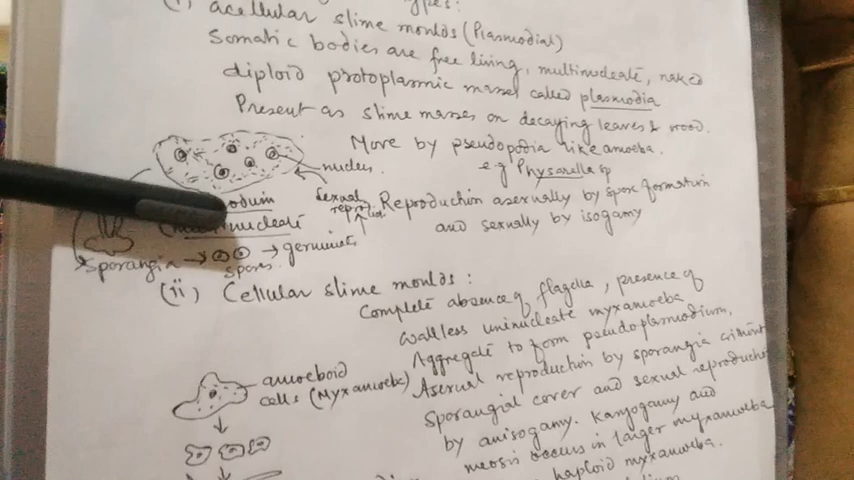 types:
(i) acellular slime moulds (Plasmodial)
Somatic bodies are free living, multinucleate, naked
diploid protoplasmic masses called plasmodia
Present as slime masses on decaying leaves & wood.
Move by pseudopodia like amoeba.
nuclei.
e.g Physarella sp
Sexual
repro
Reproduction asexually by spore formation
and sexually by isogamy
Sporangia → → germinate
spores.
(ii) Cellular slime moulds :
Complete absence of flagella, presence of
wallless uninucleate myxamoeba
Aggregate to form pseudoplasmodium,
amoeboid
cells (Myxamoeba)
Asexual reproduction by sporangia without
sporangial cover and sexual reproduction
by anisogamy. Karyogamy and
meosis occurs in larger myxamoeba
haploid myxamoeba.